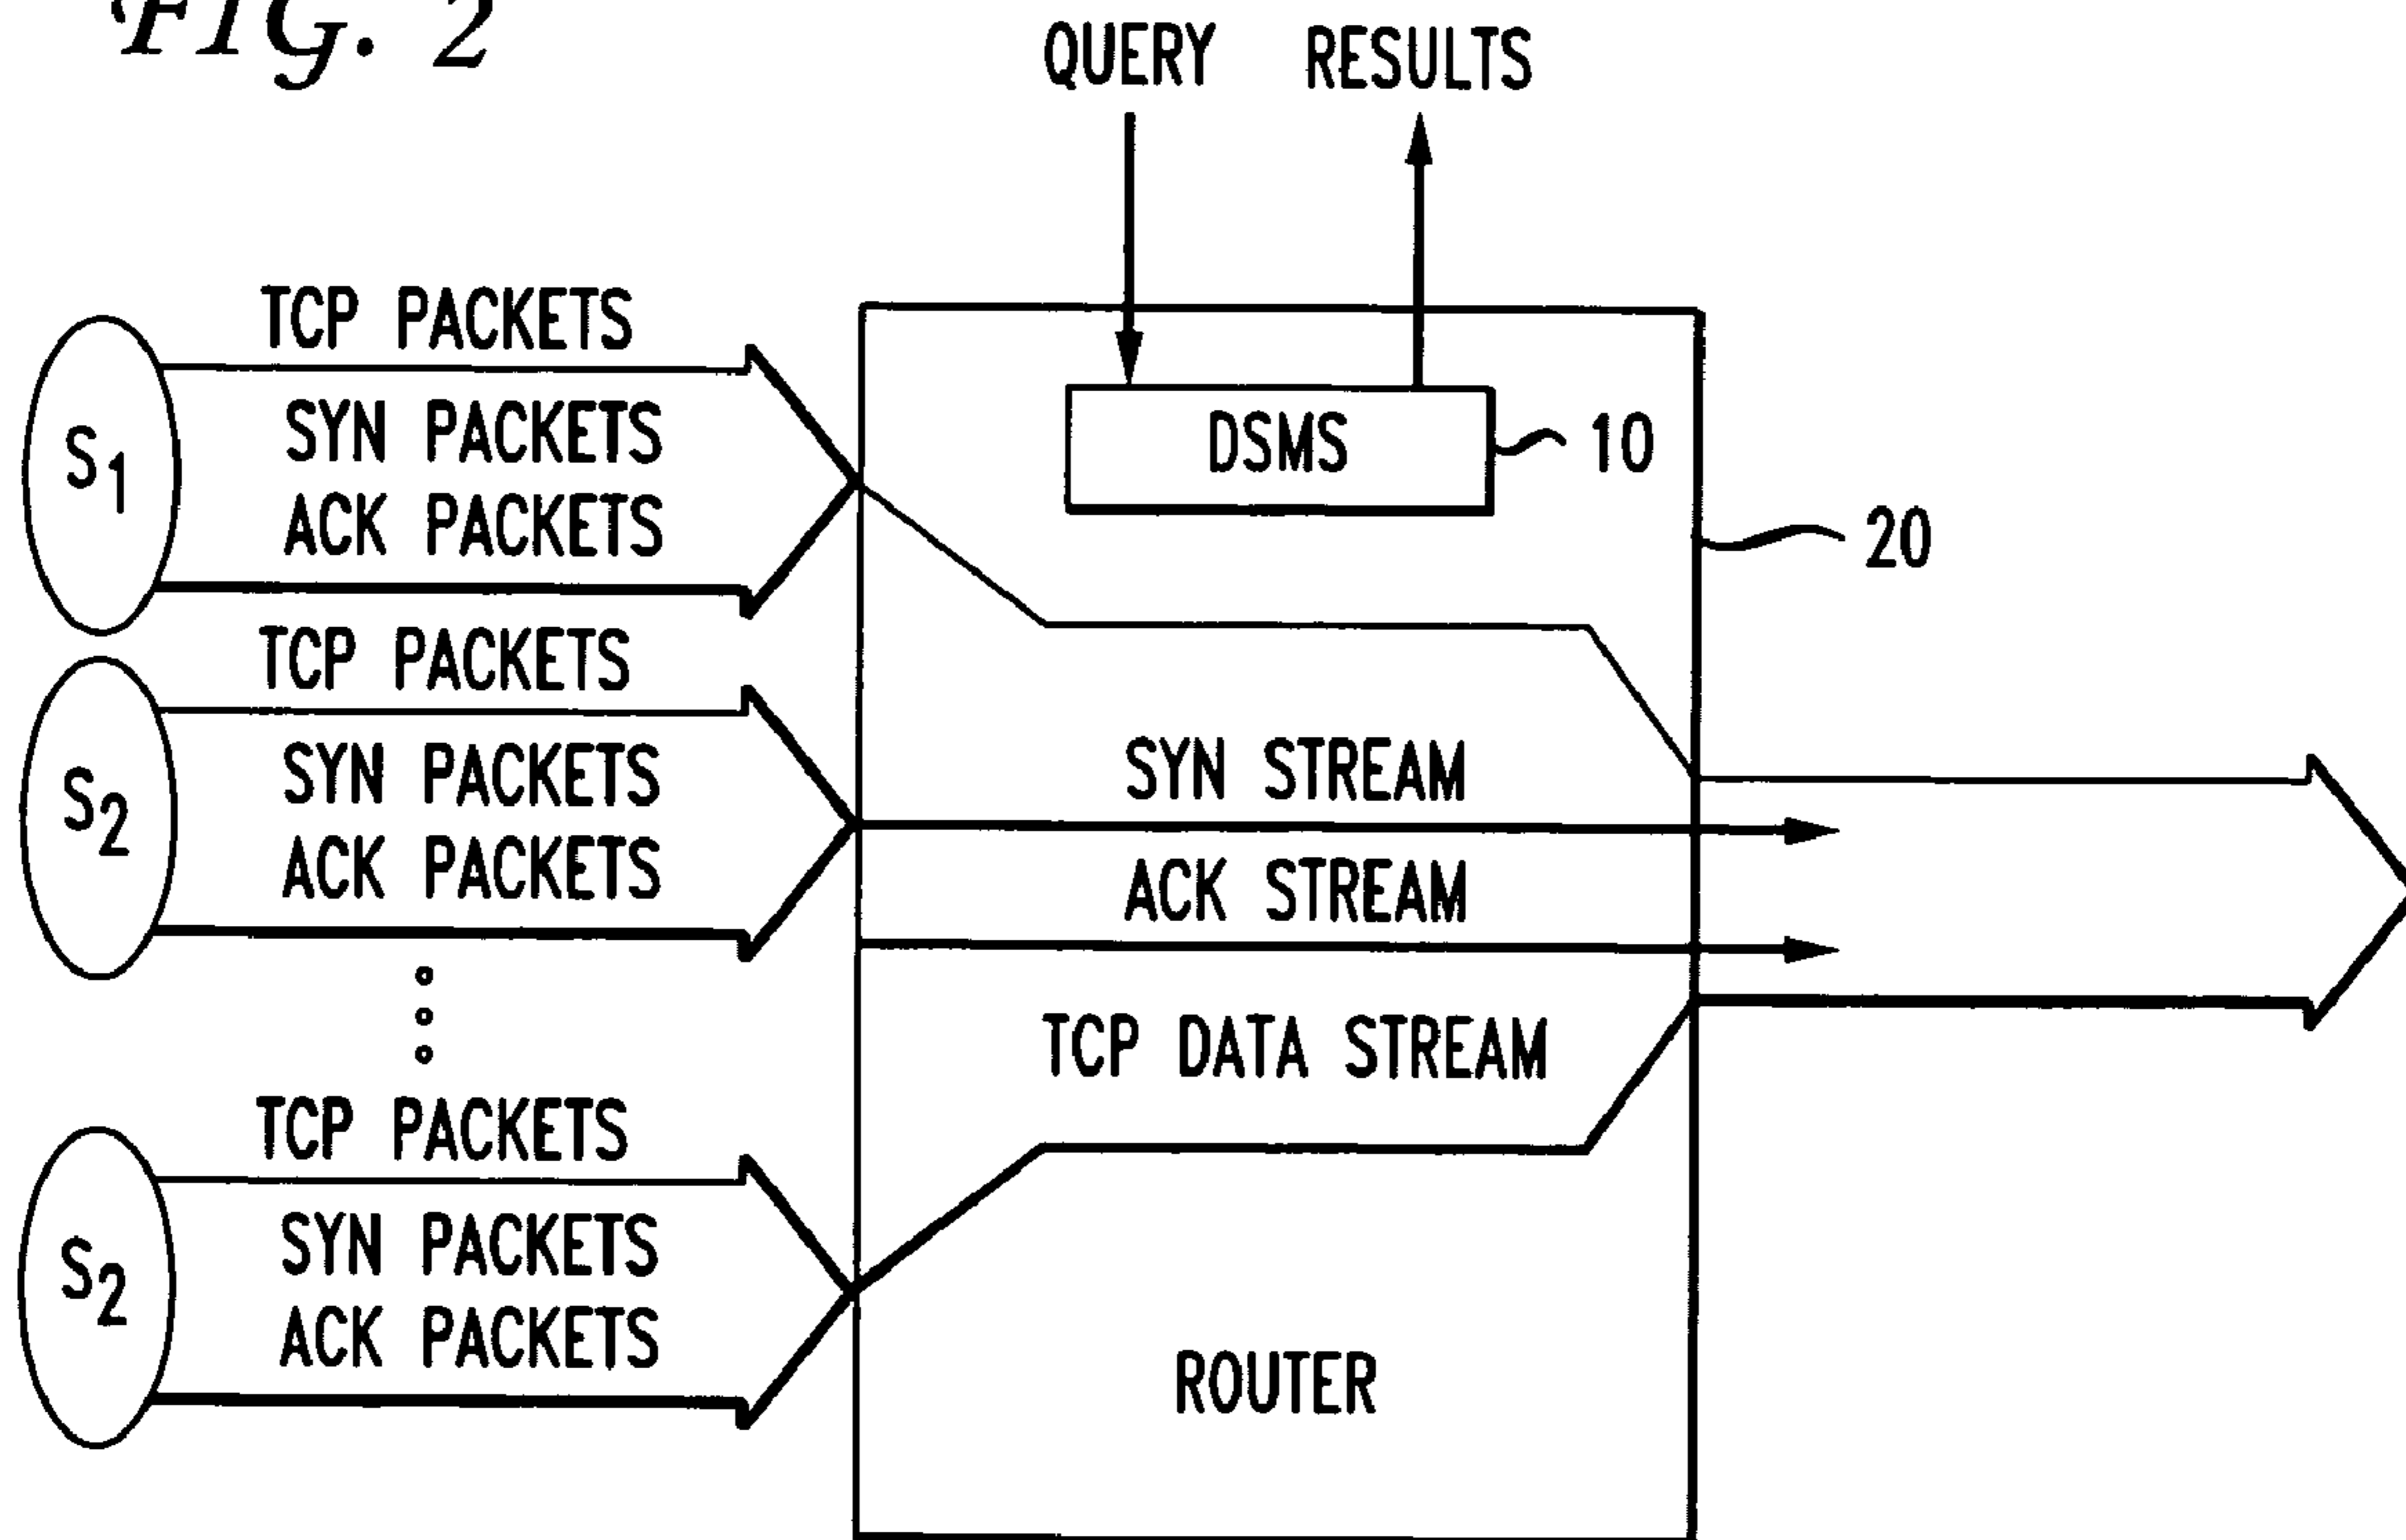 FIG. 2
QUERY RESULTS
TCP PACKETS
SYN PACKETS
ACK PACKETS
S1
DSMS
10
20
TCP PACKETS
SYN PACKETS
ACK PACKETS
S2
SYN STREAM
ACK STREAM
TCP DATA STREAM
TCP PACKETS
SYN PACKETS
ACK PACKETS
S2
ROUTER